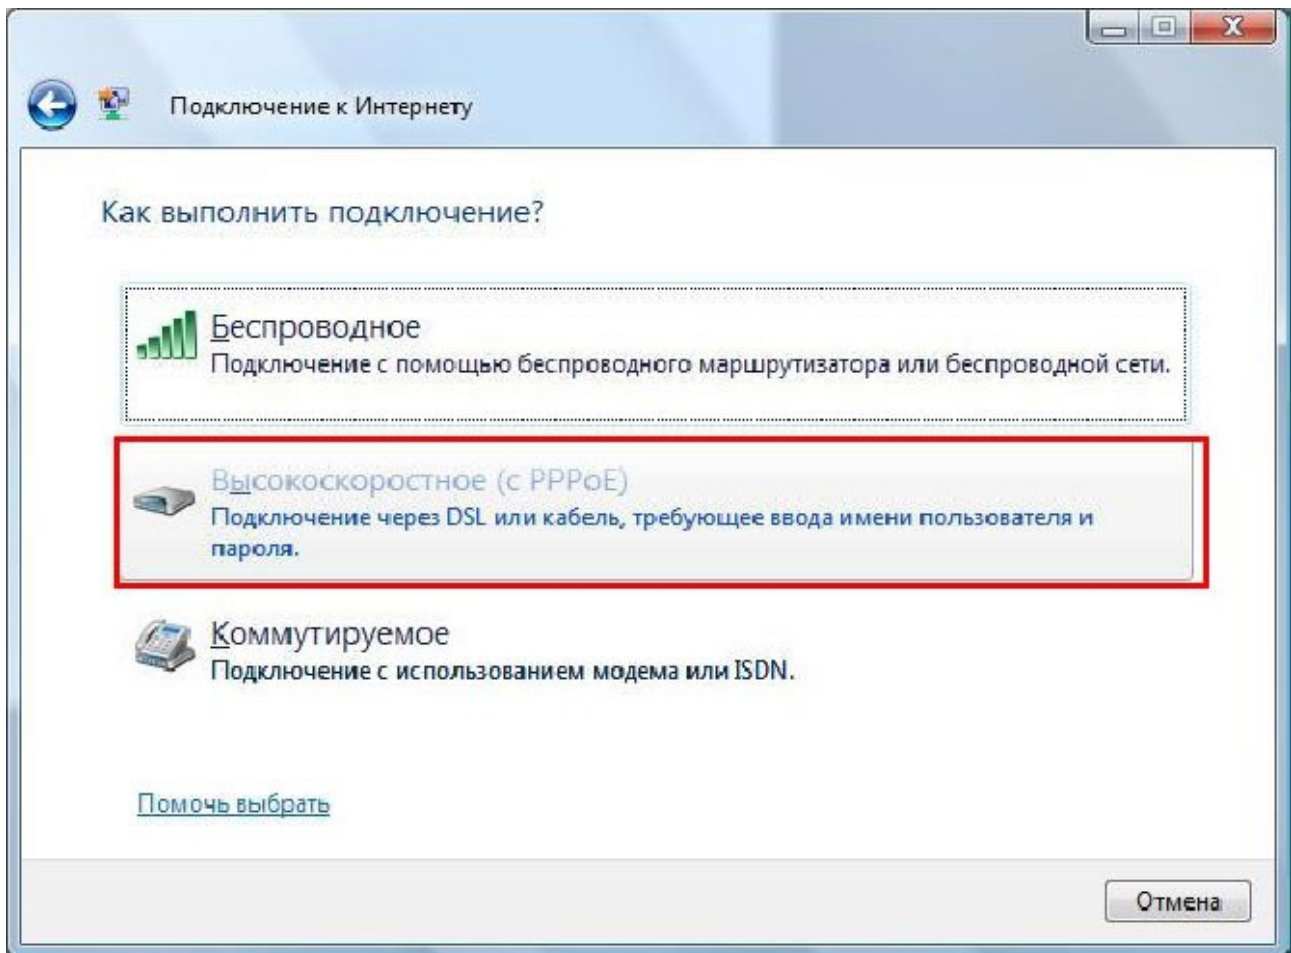 Подключение к Интернету
Как выполнить подключение?
Беспроводное
Подключение с помощью беспроводного маршрутизатора или беспроводной сети.
Высокоскоростное (с PPPoE)
Подключение через DSL или кабель, требующее ввода имени пользователя и
пароля.
Коммутируемое
Подключение с использованием модема или ISDN.
Помочь выбрать
Отмена